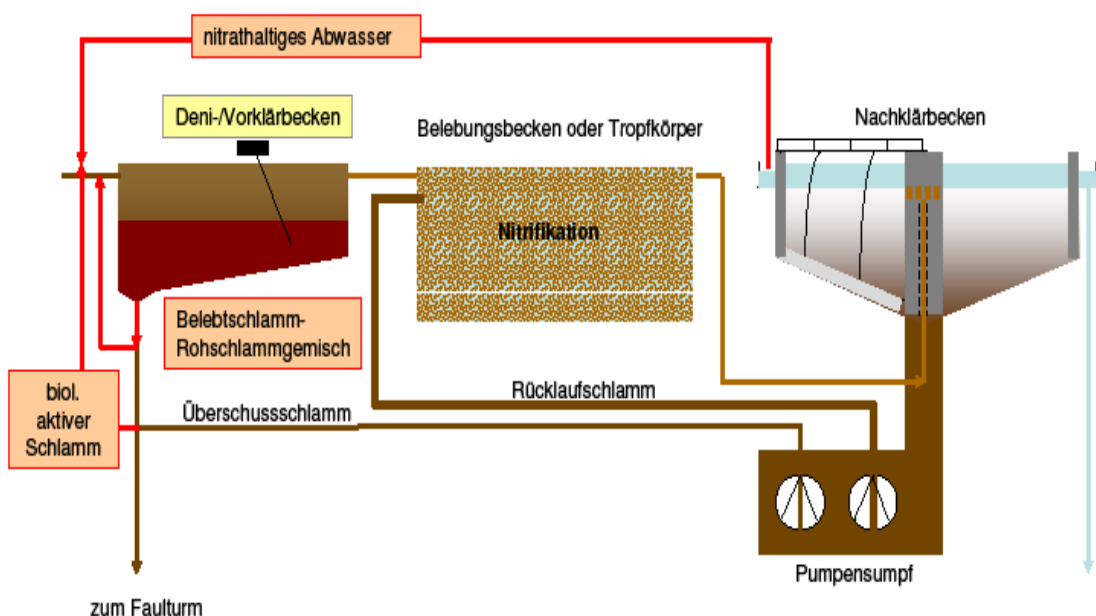 nitrathaltiges Abwasser
Deni-/Vorklärbecken
Belebungsbecken oder Tropfkörper
Nachklärbecken
Nitrifikation
Belebtschlamm-
Rohschlammgemisch
biol.
aktiver
Schlamm
Überschussschlamm
Rücklaufschlamm
Pumpensumpf
zum Faulturm